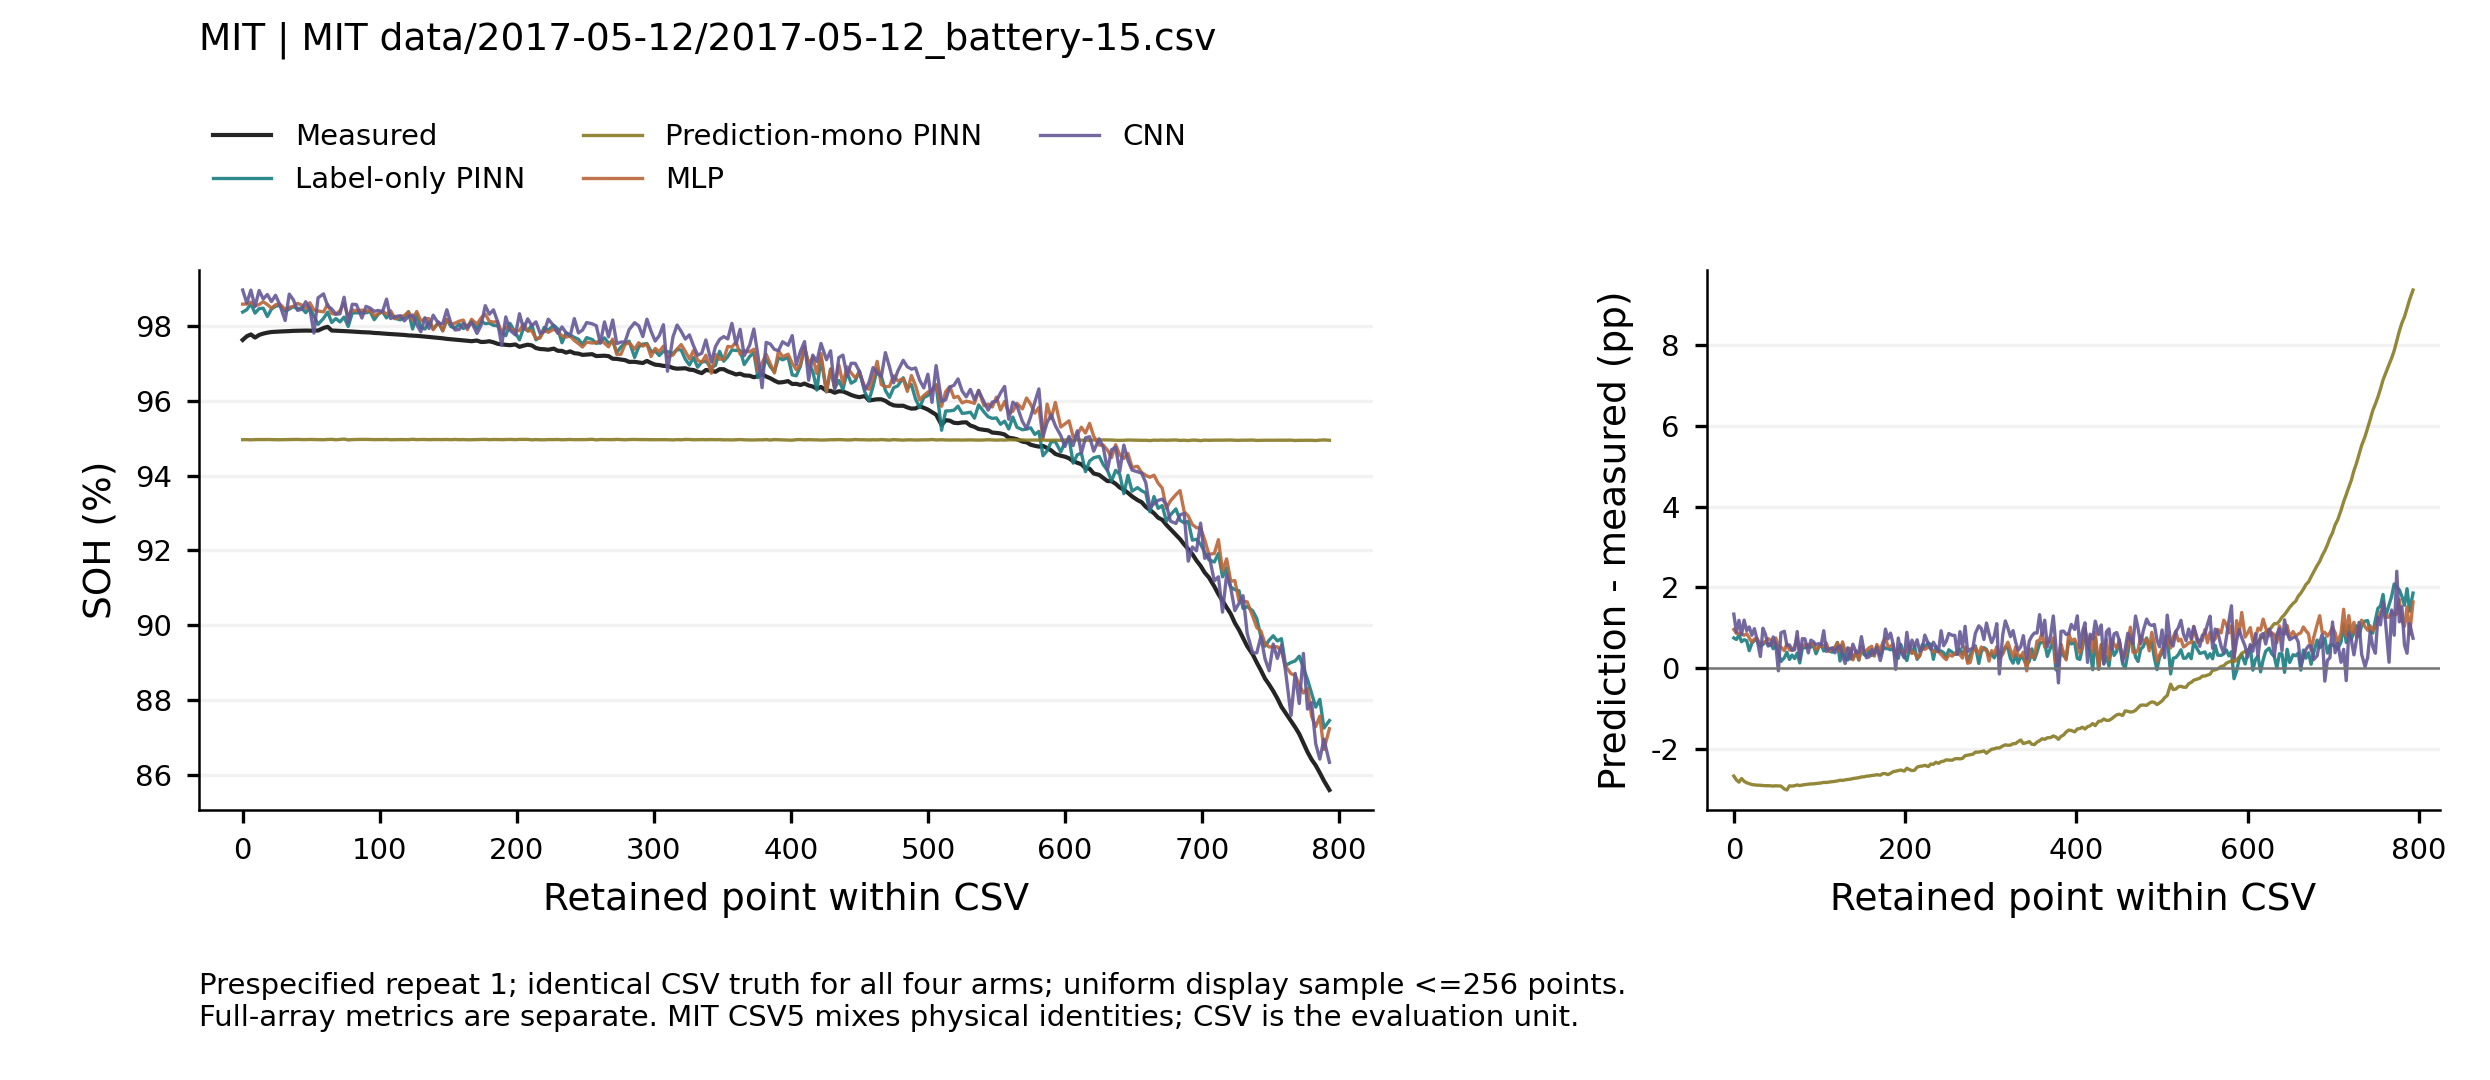 MIT | MIT data/2017-05-12/2017-05-12_battery-15.csv
Measured
Label-only PINN
Prediction-mono PINN
MLP
CNN
SOH (%)
98
96
94
92
90
88
86
0 100 200 300 400 500 600 700 800
Retained point within CSV
Prediction - measured (pp)
8
6
4
2
0
-2
0 200 400 600 800
Retained point within CSV
Prespecified repeat 1; identical CSV truth for all four arms; uniform display sample <=256 points.
Full-array metrics are separate. MIT CSV5 mixes physical identities; CSV is the evaluation unit.